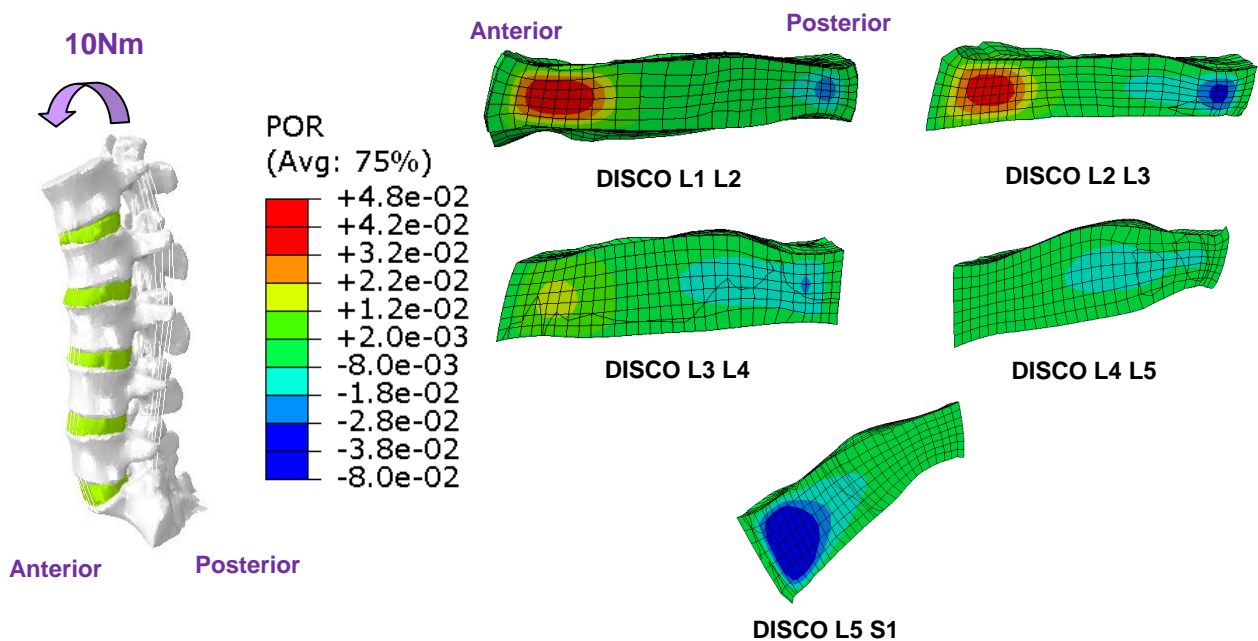 10Nm
Anterior
Posterior
POR
(Avg: 75%)
+4.8e-02
+4.2e-02
+3.2e-02
+2.2e-02
+1.2e-02
+2.0e-03
-8.0e-03
-1.8e-02
-2.8e-02
-3.8e-02
-8.0e-02
Anterior
Posterior
DISCO L1 L2
DISCO L2 L3
DISCO L3 L4
DISCO L4 L5
DISCO L5 S1